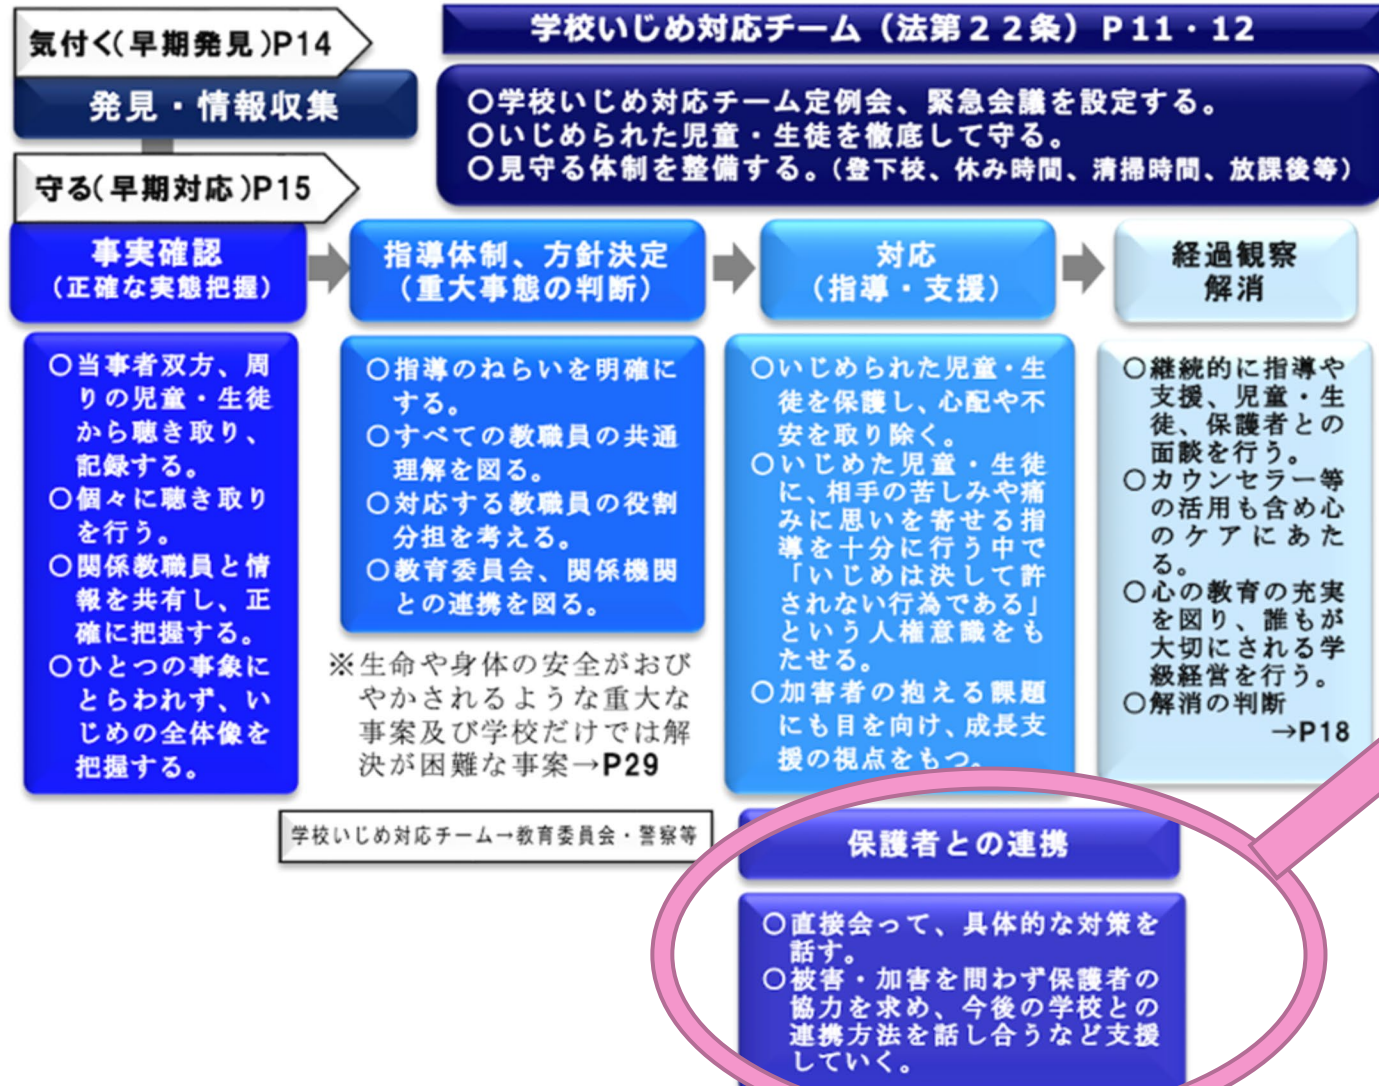 気付く(早期発見)P14
発見・情報収集
学校いじめ対応チーム（法第２２条）Ｐ11・12
〇学校いじめ対応チーム定例会、緊急会議を設定する。
〇いじめられた児童・生徒を徹底して守る。
〇見守る体制を整備する。（登下校、休み時間、清掃時間、放課後等）
守る(早期対応)P15
事実確認
（正確な実態把握）
〇当事者双方、周
りの児童・生徒
から聴き取り、
記録する。
〇個々に聴き取り
を行う。
〇関係教職員と情
報を共有し、正
確に把握する。
〇ひとつの事象に
とらわれず、い
じめの全体像を
把握する。
指導体制、方針決定
（重大事態の判断）
〇指導のねらいを明確に
する。
〇すべての教職員の共通
理解を図る。
〇対応する教職員の役割
分担を考える。
〇教育委員会、関係機関
との連携を図る。
※生命や身体の安全がおび
やかされるような重大な
事案及び学校だけでは解
決が困難な事案→P29
学校いじめ対応チーム→教育委員会・警察等
対応
（指導・支援）
〇いじめられた児童・生
徒を保護し、心配や不
安を取り除く。
〇いじめた児童・生徒
に、相手の苦しみや痛
みに思いを寄せる指
導を十分に行う中で
「いじめは決して許
されない行為である」
という人権意識をも
たせる。
〇加害者の抱える課題
にも目を向け、成長支
援の視点をもつ。
経過観察
解消
〇継続的に指導や
支援、児童・生
徒、保護者との
面談を行う。
〇カウンセラー等
の活用も含め心
のケアにあた
る。
〇心の教育の充実
を図り、誰もが
大切にされる学
級経営を行う。
〇解消の判断
→P18
保護者との連携
〇直接会って、具体的な対策を
話す。
〇被害・加害を問わず保護者の
協力を求め、今後の学校との
連携方法を話し合うなど支援
していく。